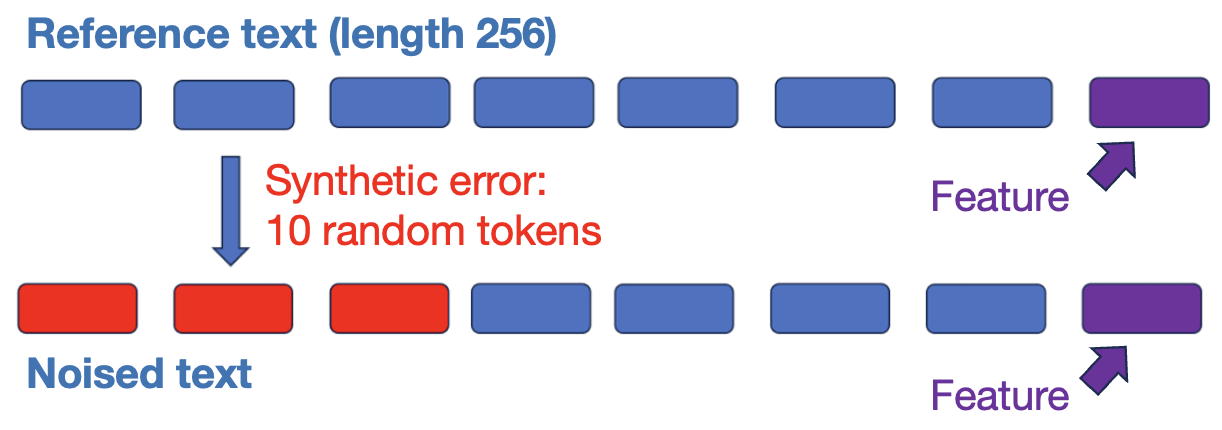 Reference text (length 256)
Synthetic error:
10 random tokens
Feature
Noised text
Feature